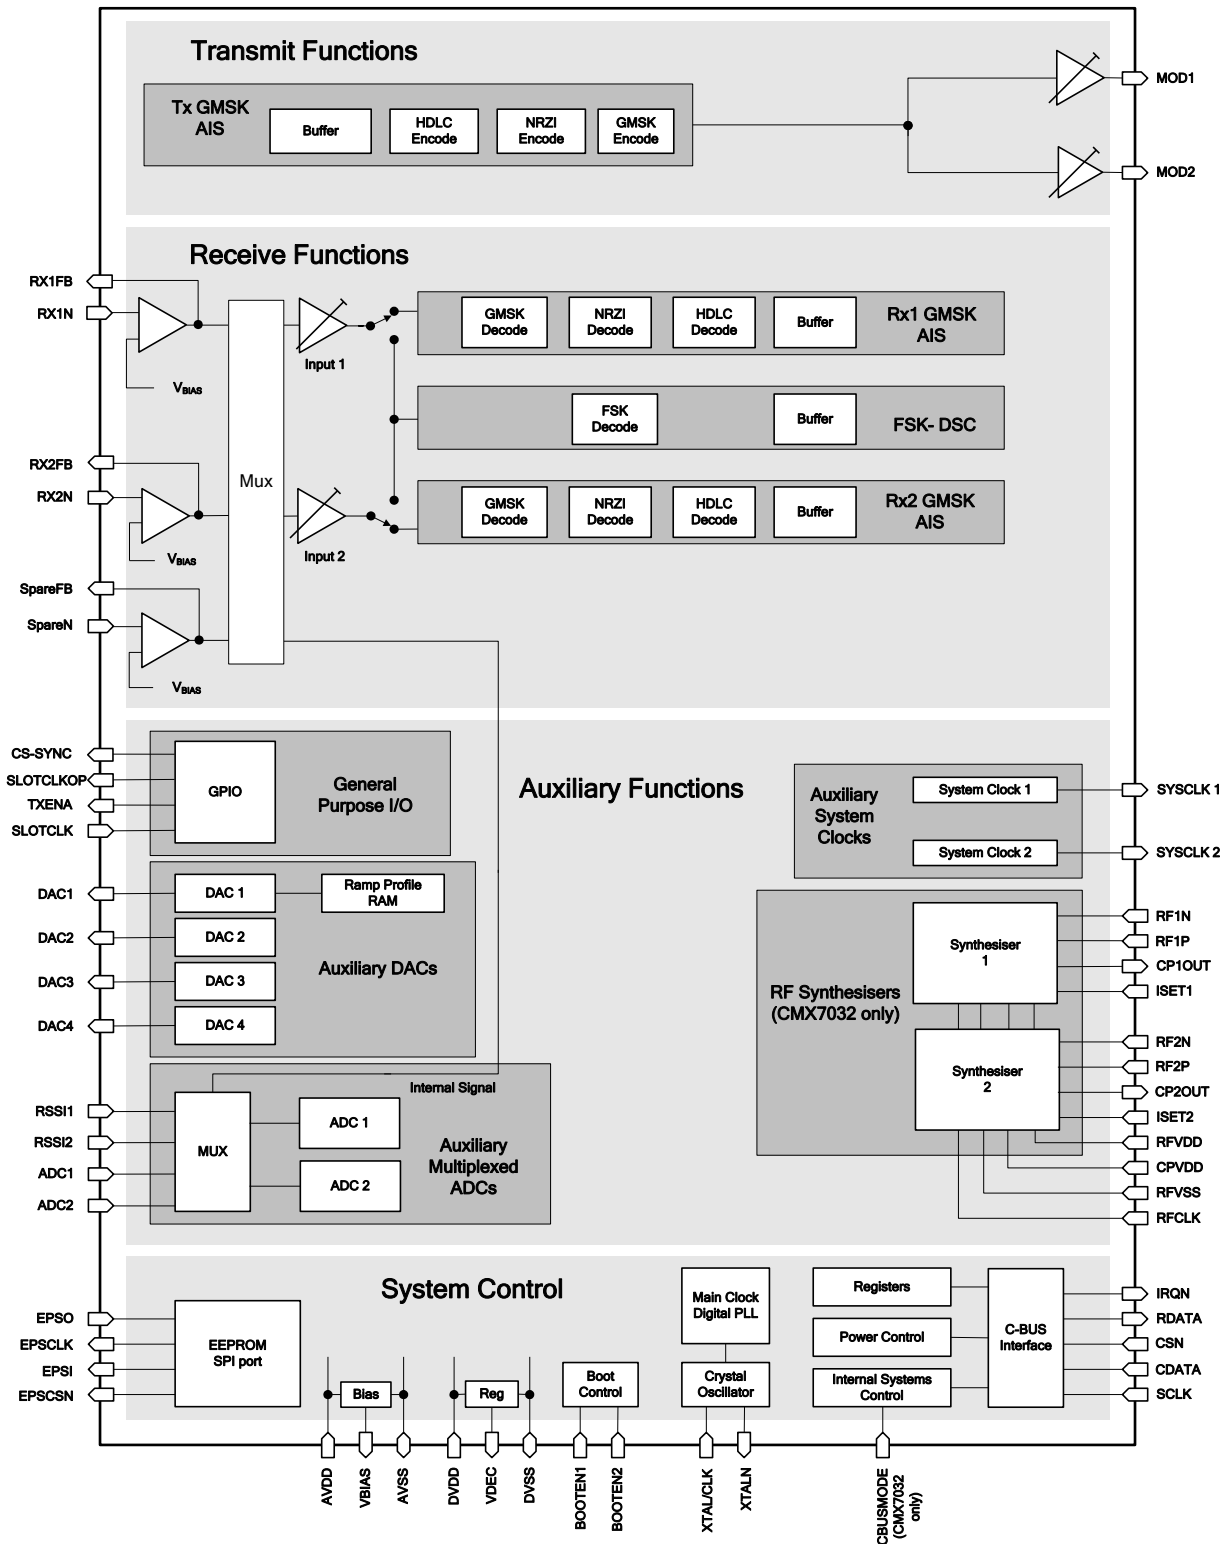 Transmit Functions
Tx GMSK
AIS
Buffer
HDLC
Encode
NRZI
Encode
GMSK
Encode
MOD1
MOD2
Receive Functions
RX1FB
RX1N
VBIAS
RX2FB
RX2N
VBIAS
SpareFB
SpareN
VBIAS
Mux
Input 1
Input 2
GMSK
Decode
NRZI
Decode
HDLC
Decode
Buffer
Rx1 GMSK
AIS
FSK
Decode
Buffer
FSK- DSC
GMSK
Decode
NRZI
Decode
HDLC
Decode
Buffer
Rx2 GMSK
AIS
Auxiliary Functions
CS-SYNC
SLOTCLKOP
TXENA
SLOTCLK
GPIO
General
Purpose I/O
DAC1
DAC2
DAC3
DAC4
DAC 1
DAC 2
DAC 3
DAC 4
Ramp Profile
RAM
Auxiliary DACs
RSSI1
RSSI2
ADC1
ADC2
MUX
Internal Signal
ADC 1
ADC 2
Auxiliary
Multiplexed
ADCs
Auxiliary
System
Clocks
System Clock 1
System Clock 2
SYSCLK 1
SYSCLK 2
RF Synthesisers
(CMX7032 only)
Synthesiser
1
Synthesiser
2
RF1N
RF1P
CP1OUT
ISET1
RF2N
RF2P
CP2OUT
ISET2
RFVDD
CPVDD
RFVSS
RFCLK
System Control
EPSO
EPSCLK
EPSI
EPSCSN
EEPROM
SPI port
Bias
Reg
Boot
Control
Main Clock
Digital PLL
Crystal
Oscillator
Registers
Power Control
Internal Systems
Control
C-BUS
Interface
IRQN
RDATA
CSN
CDATA
SCLK
AVDD
VBIAS
AVSS
DVDD
VDEC
DVSS
BOOTEN1
BOOTEN2
XTAL/CLK
XTALN
CBUSMODE
(CMX7032
only)